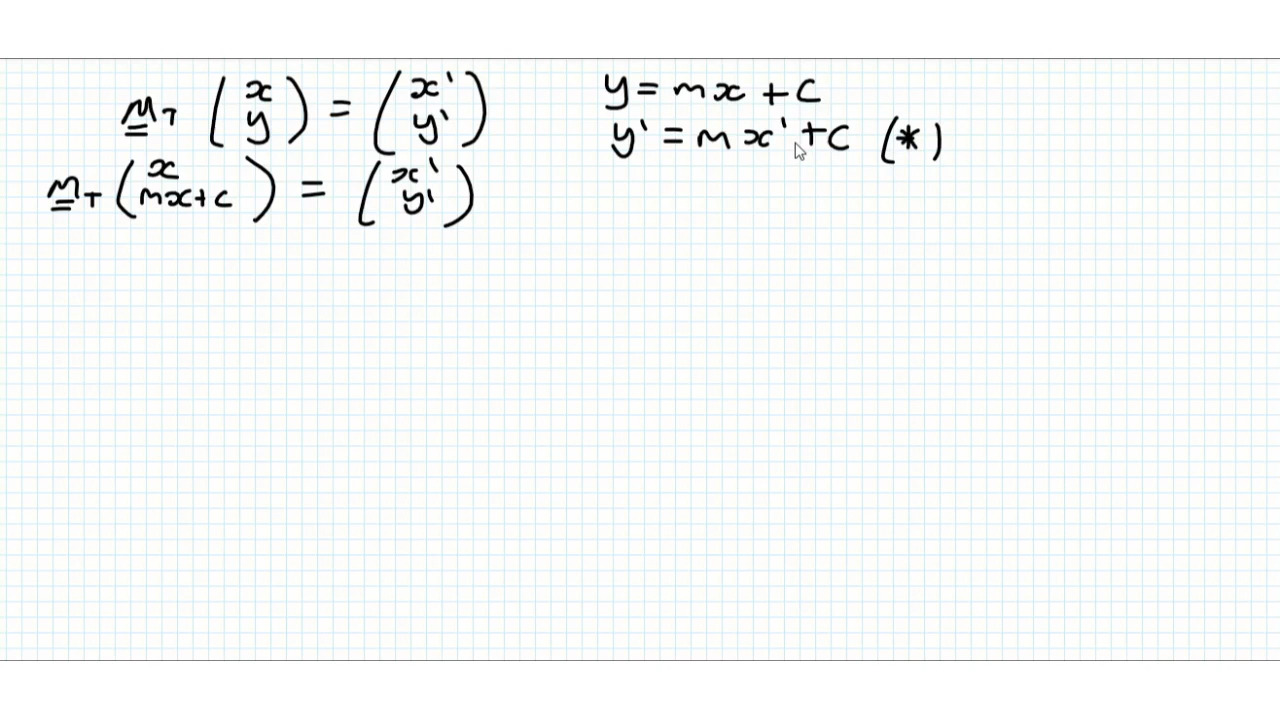 M_T (x y) = (x' y')
y = mx + c
y' = mx' + c (*)
M_T (x mx+c) = (x' y')